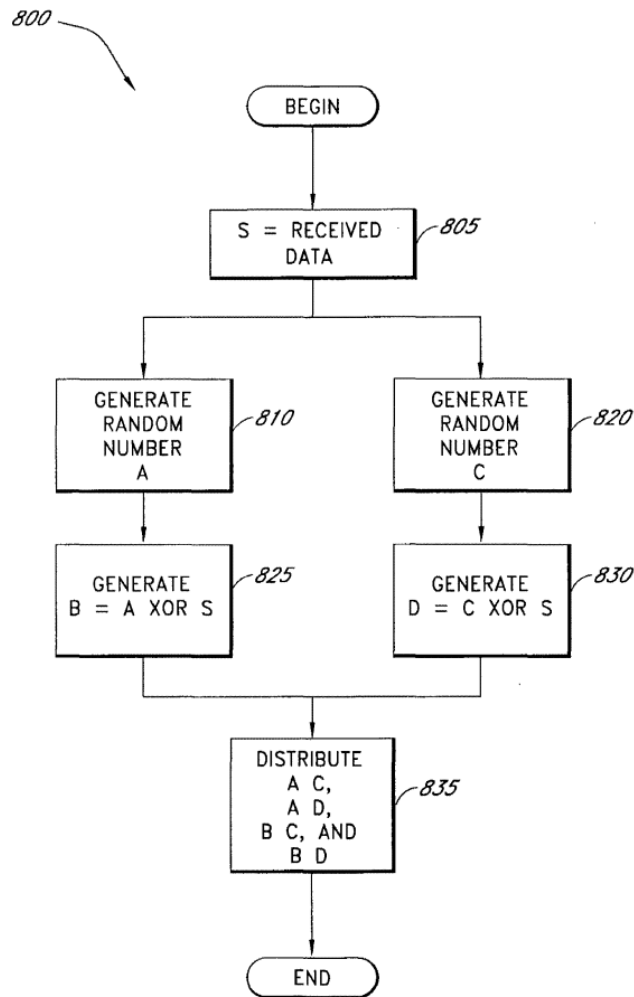 800
BEGIN
S = RECEIVED
DATA
805
GENERATE
RANDOM
NUMBER
A
810
GENERATE
RANDOM
NUMBER
C
820
GENERATE
B = A XOR S
825
GENERATE
D = C XOR S
830
DISTRIBUTE
A C,
A D,
B C, AND
B D
835
END